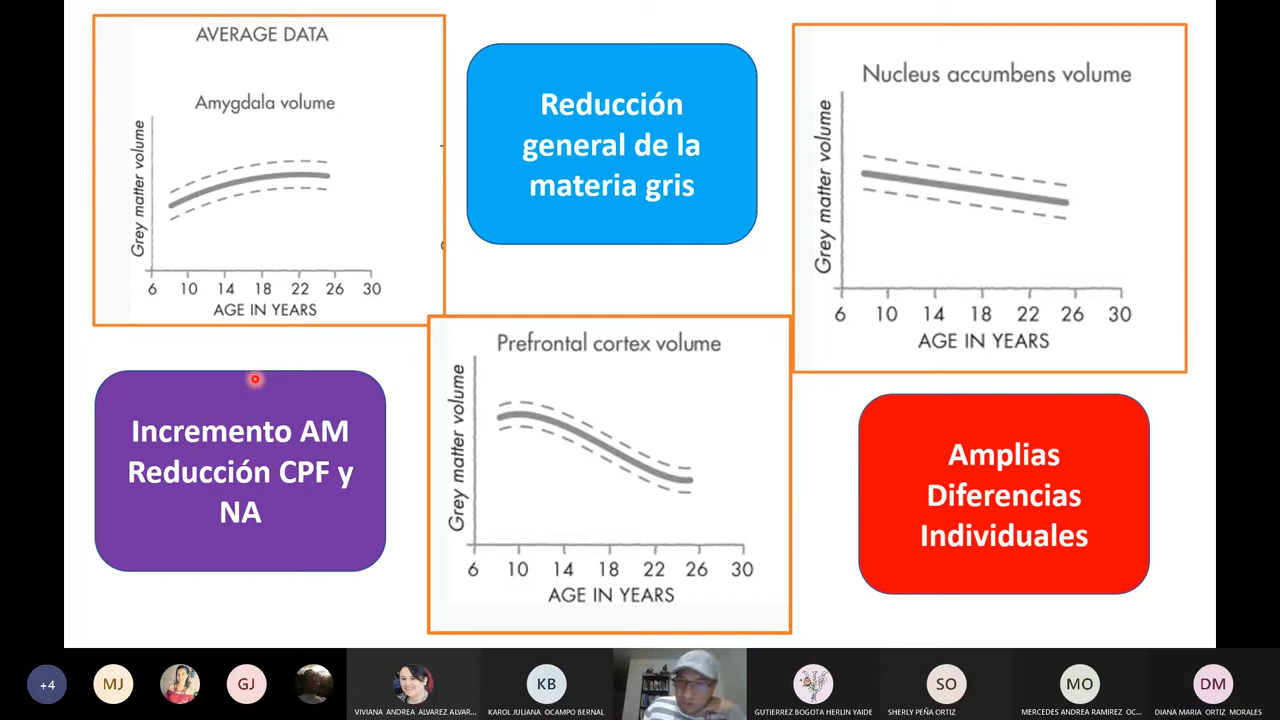 AVERAGE DATA
Amygdala volume
Grey matter volume
6 10 14 18 22 26 30
AGE IN YEARS
Reducción
general de la
materia gris
Nucleus accumbens volume
Grey matter volume
6 10 14 18 22 26 30
AGE IN YEARS
Prefrontal cortex volume
Grey matter volume
6 10 14 18 22 26 30
AGE IN YEARS
Incremento AM
Reducción CPF y
NA
Amplias
Diferencias
Individuales
+4
MJ
GJ
VIVIANA ANDREA ALVAREZ ALVAR...
KB
KAROL JULIANA OCAMPO BERNAL
GUTIERREZ BOGOTA HERLIN YAIDE
SO
SHERLY PEÑA ORTIZ
MO
MERCEDES ANDREA RAMIREZ OC...
DM
DIANA MARIA ORTIZ MORALES